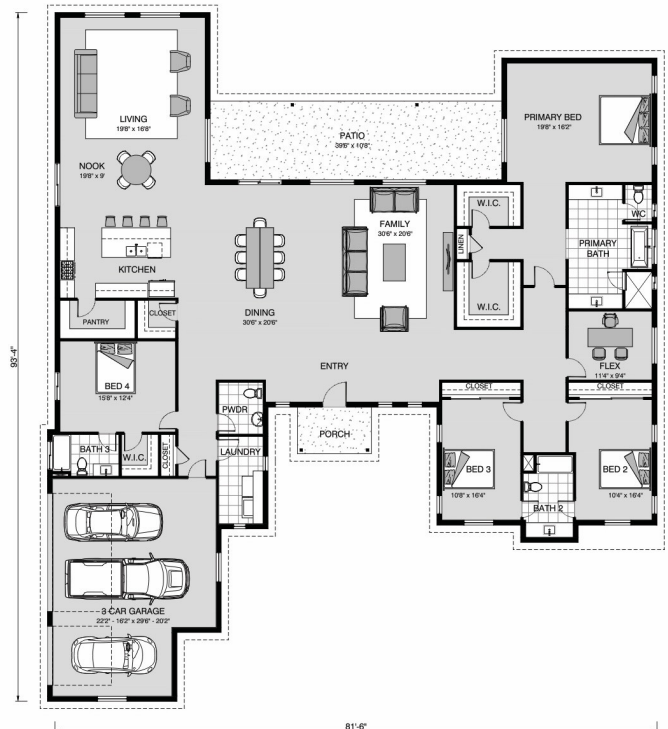 LIVING
19'8" x 16'8"
NOOK
19'8" x 9'
KITCHEN
PANTRY
CLOSET
PATIO
39'6" x 10'8"
FAMILY
30'6" x 20'6"
DINING
30'6" x 20'6"
ENTRY
PORCH
W.I.C.
LINEN
W.I.C.
PRIMARY BED
19'8" x 16'2"
WC
PRIMARY
BATH
FLEX
11'4" x 9'4"
CLOSET
CLOSET
BED 3
10'8" x 16'4"
BED 2
10'4" x 16'4"
BATH 2
BED 4
15'8" x 12'4"
BATH 3
W.I.C.
CLOSET
PWDR
LAUNDRY
3 CAR GARAGE
22'2" - 16'2" x 29'6" - 20'2"
93'-4"
81'-6"